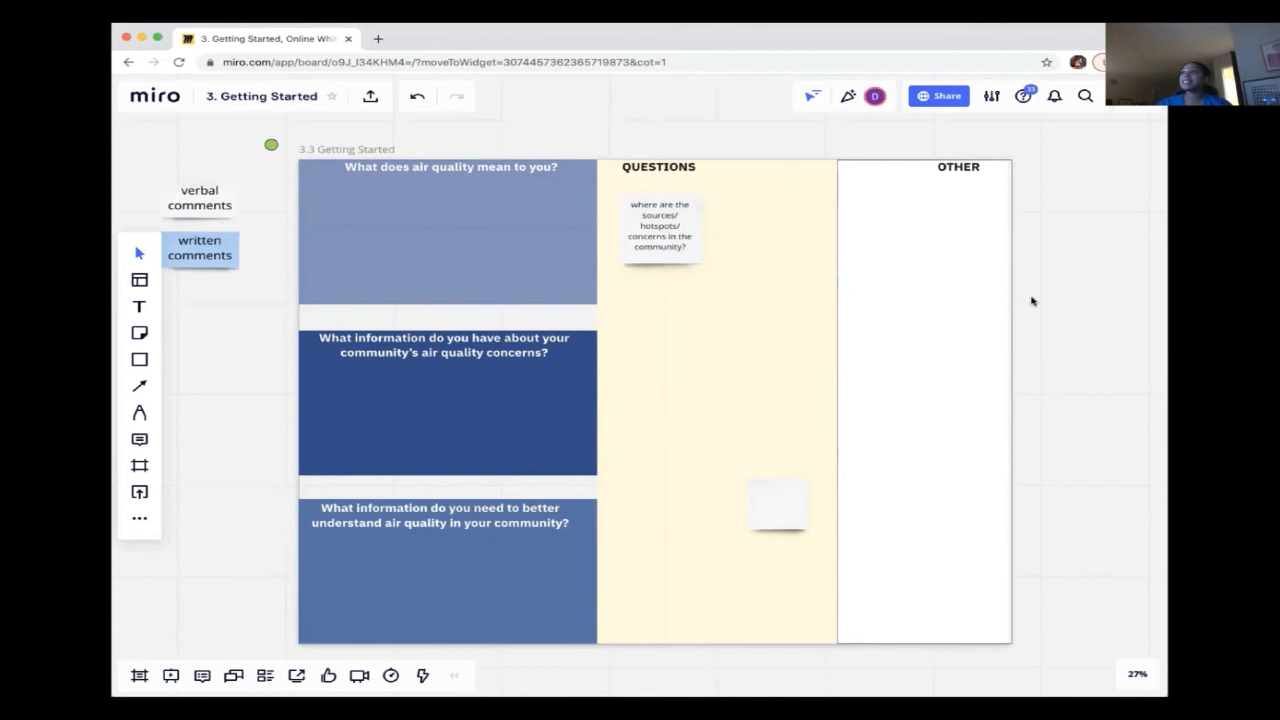 3. Getting Started, Online Whi
miro.com/app/board/o9J_l34KHM4=/?moveToWidget=3074457362365719873&cot=1
miro
3. Getting Started
D
Share
33
3.3 Getting Started
What does air quality mean to you?
QUESTIONS
OTHER
verbal
comments
written
comments
where are the
sources/
hotspots/
concerns in the
community?
What information do you have about your
community's air quality concerns?
What information do you need to better
understand air quality in your community?
27%